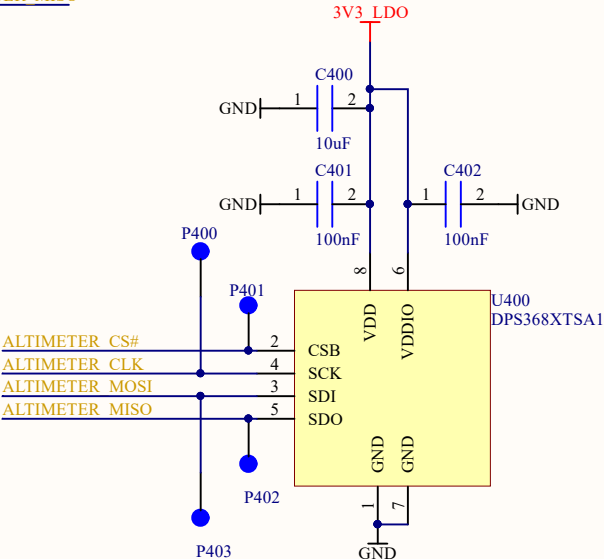 3V3_LDO
C400
GND 1 2
10uF
C401
GND 1 2
100nF
C402
1 2 GND
100nF
P400
P401
8 6
U400
DPS368XTSA1
VDD VDDIO
ALTIMETER_CS# 2 CSB
ALTIMETER_CLK 4 SCK
ALTIMETER_MOSI 3 SDI
ALTIMETER_MISO 5 SDO
GND GND
P402
1 7
P403
GND